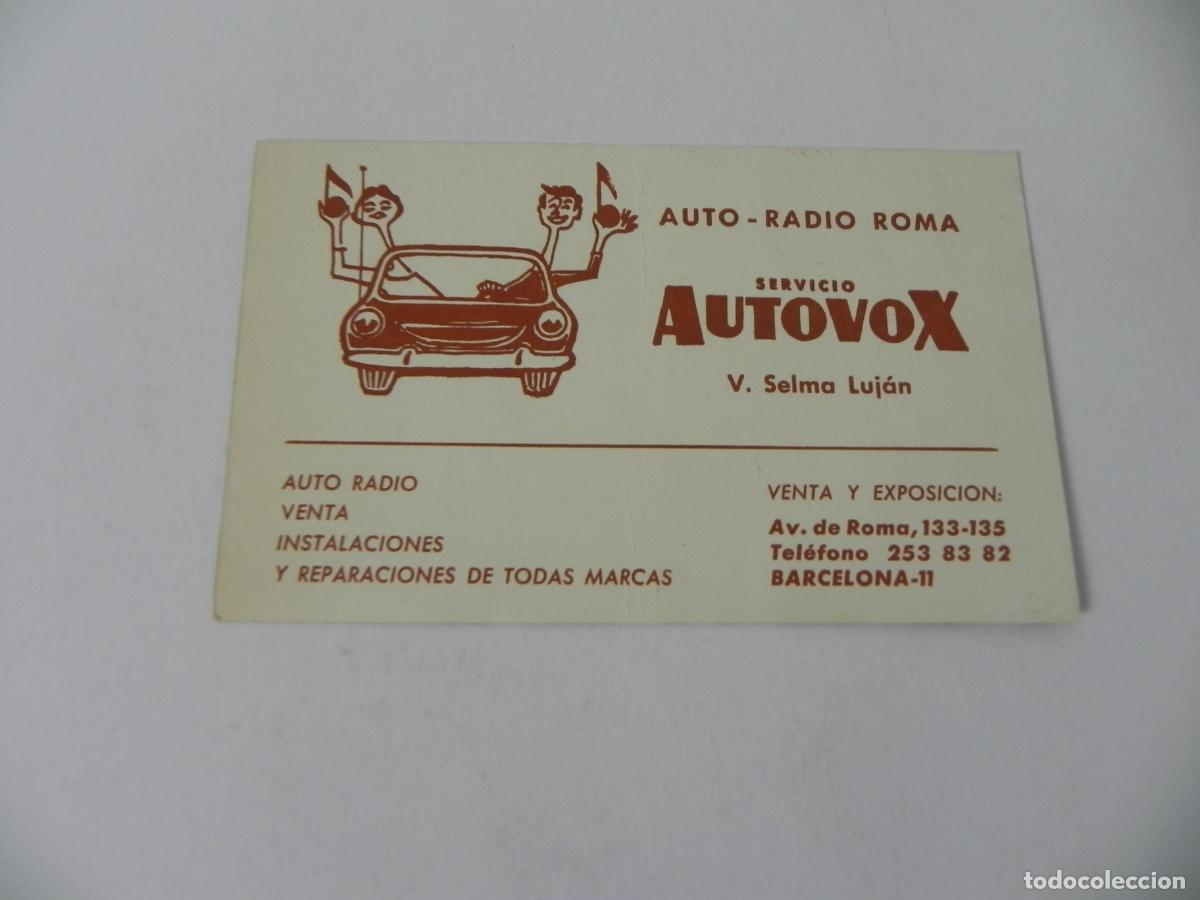 AUTO - RADIO ROMA
SERVICIO
AUTOVOX
V. Selma Luján
AUTO RADIO
VENTA
INSTALACIONES
Y REPARACIONES DE TODAS MARCAS
VENTA Y EXPOSICION:
Av. de Roma, 133-135
Teléfono 253 83 82
BARCELONA-11
todocoleccion